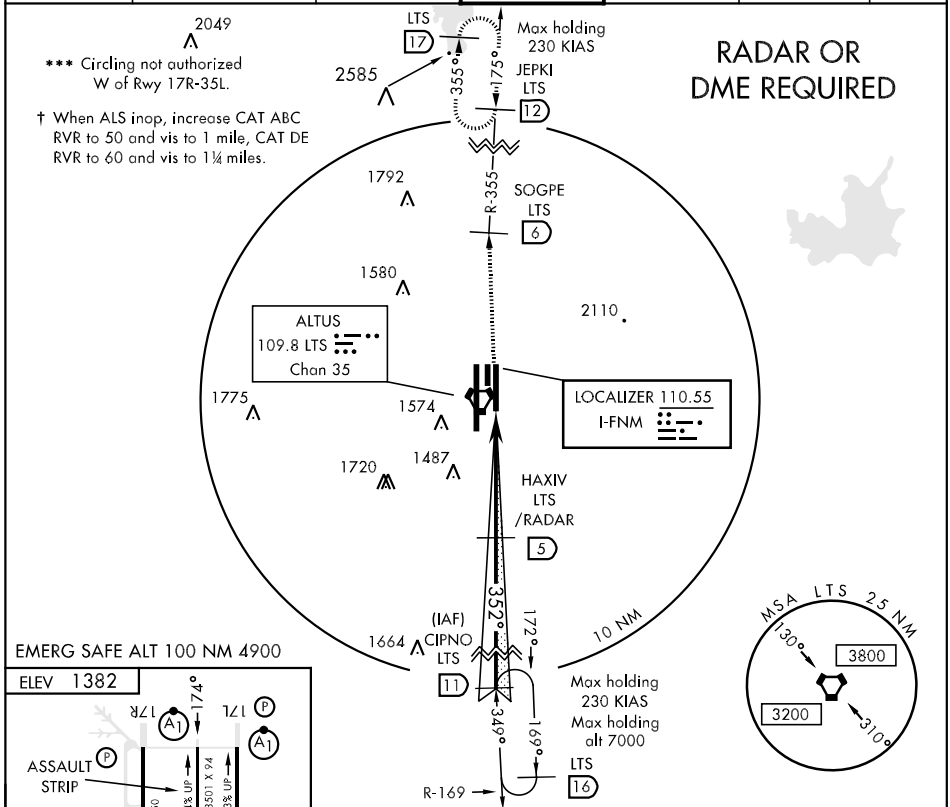 2049
*** Circling not authorized
W of Rwy 17R-35L.
† When ALS inop, increase CAT ABC
RVR to 50 and vis to 1 mile, CAT DE
RVR to 60 and vis to 1¼ miles.
LTS
17
355°
175°
Max holding
230 KIAS
JEPKI
LTS
12
2585
RADAR OR
DME REQUIRED
R-355
SOGPE
LTS
6
1792
1580
2110
ALTUS
109.8 LTS
Chan 35
LOCALIZER 110.55
I-FNM
1775
1574
1487
1720
HAXIV
LTS
/RADAR
5
352°
172°
10 NM
(IAF)
CIPNO
LTS
11
1664
349°
169°
Max holding
230 KIAS
Max holding
alt 7000
LTS
16
R-169
MSA LTS 25 NM
130°
3800
3200
310°
EMERG SAFE ALT 100 NM 4900
ELEV 1382
174°
17R
A1
17L
P
A1
P
ASSAULT
STRIP
% UP
3501 X 94
3% UP